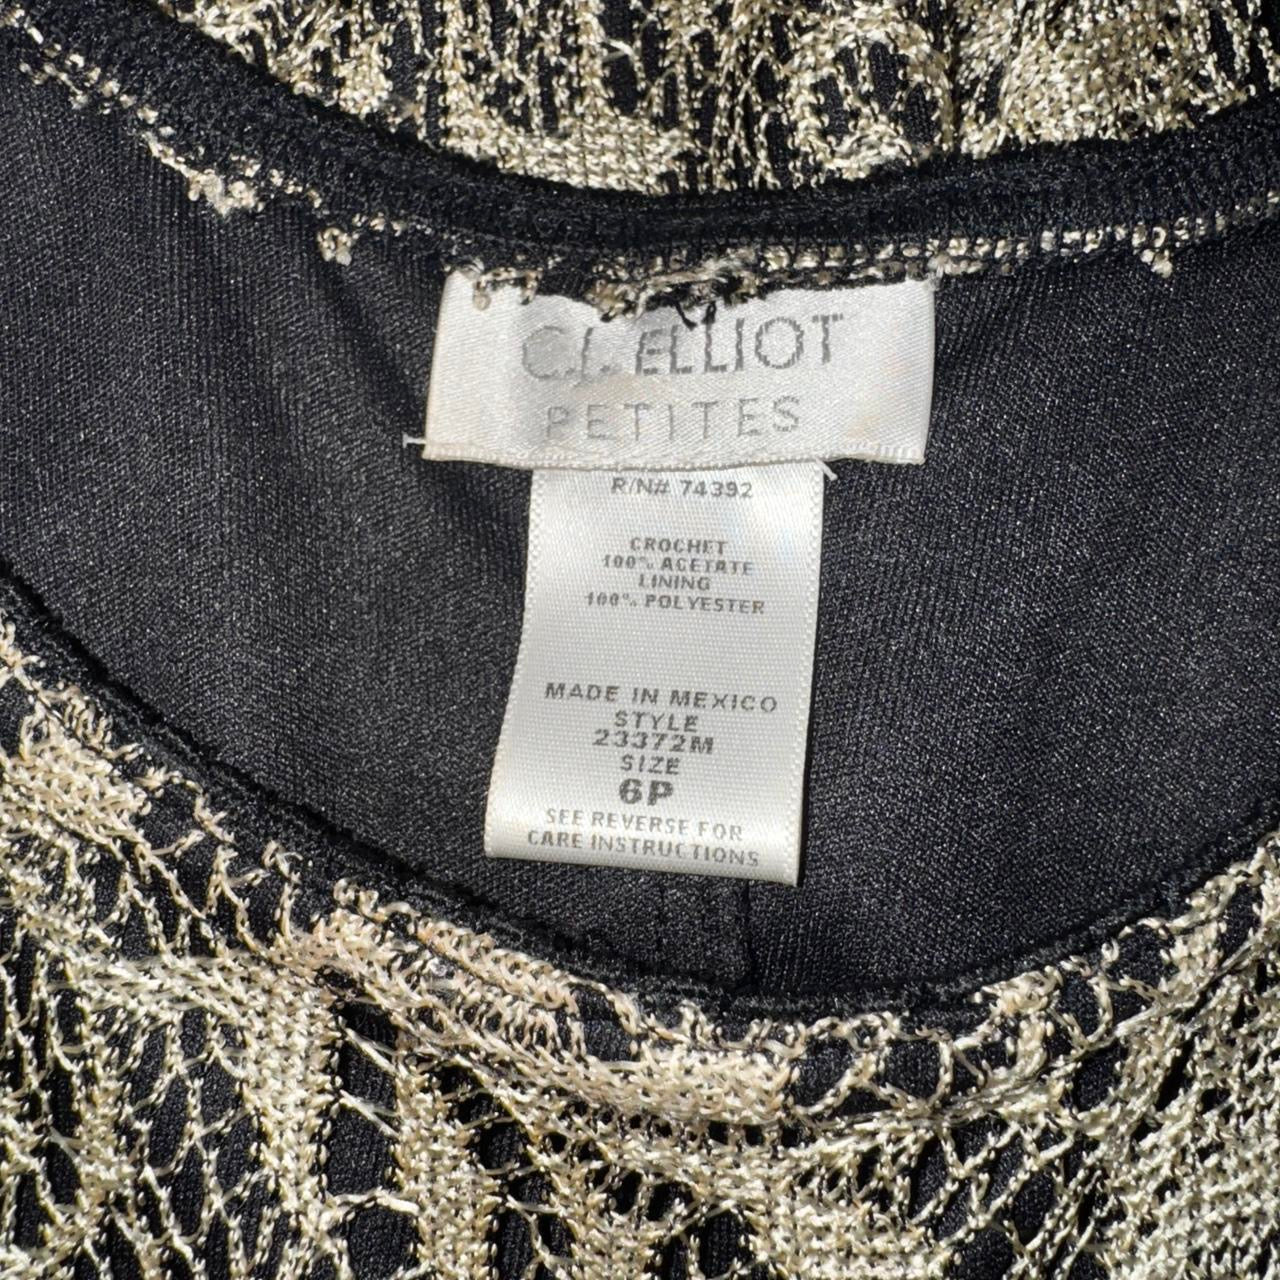 C.J. ELLIOT
PETITES
R/N# 74392
CROCHET
100% ACETATE
LINING
100% POLYESTER
MADE IN MEXICO
STYLE
23372M
SIZE
6P
SEE REVERSE FOR
CARE INSTRUCTIONS